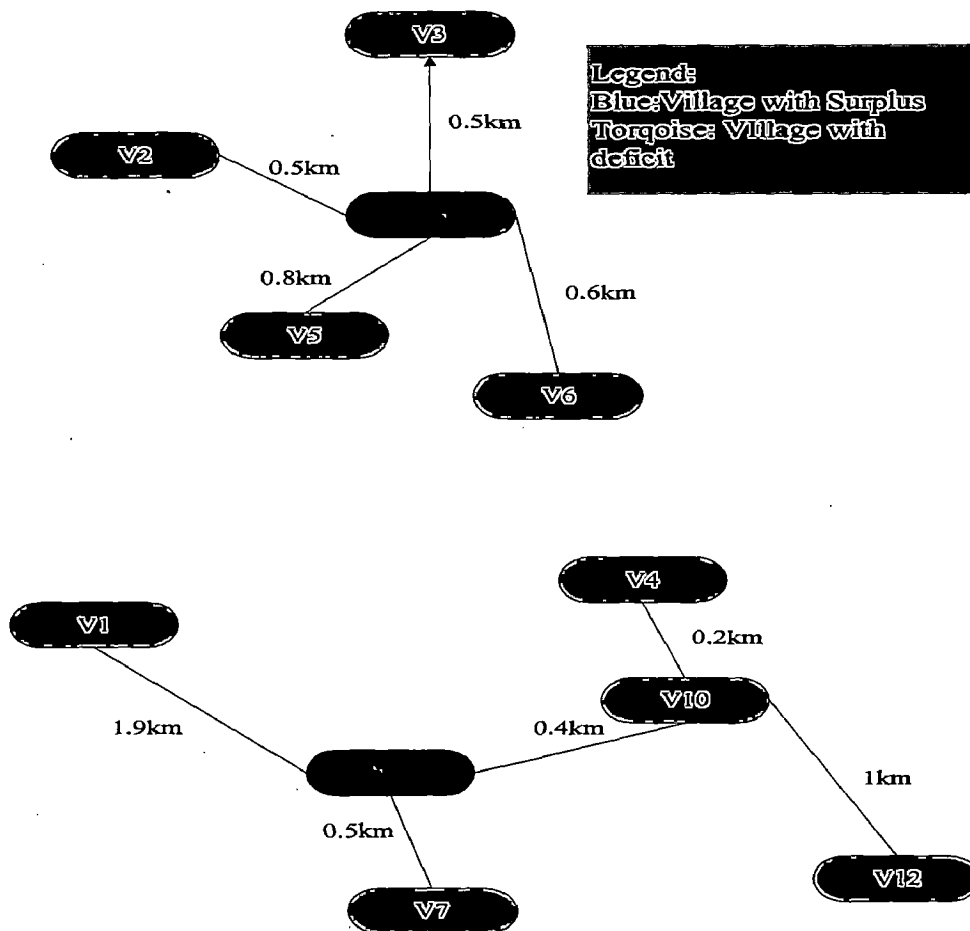 V3
Legend:
Blue:Village with Surplus
Torqoise: VIllage with
deficit
0.5km
V2
0.5km
0.8km
0.6km
V5
V6
V4
V1
0.2km
V10
1.9km
0.4km
1km
0.5km
V12
V7